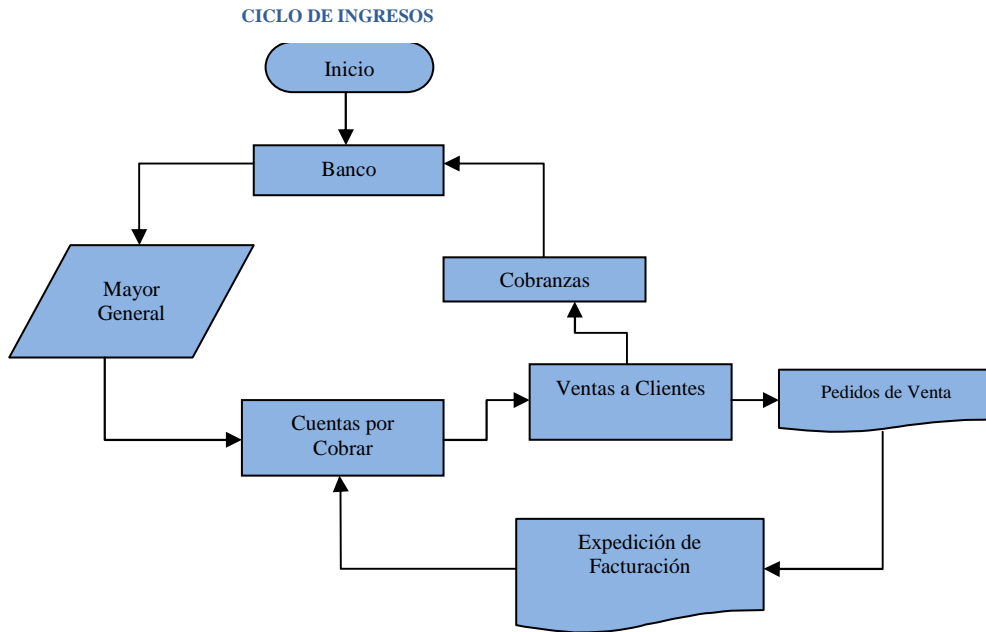 CICLO DE INGRESOS
Inicio
Banco
Cobranzas
Mayor
General
Ventas a Clientes
Pedidos de Venta
Cuentas por
Cobrar
Expedición de
Facturación